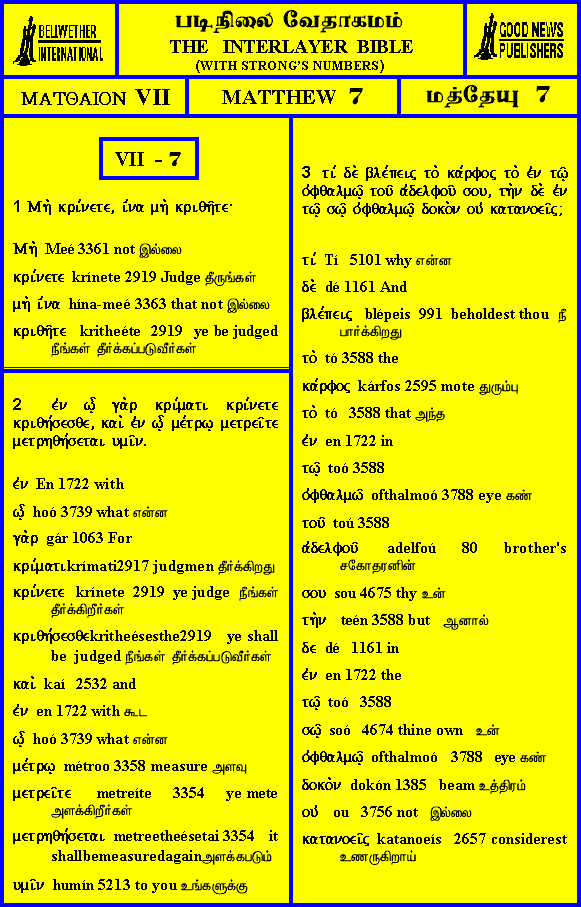 BELLWETHER
INTERNATIONAL
படிநிலை வேதாகமம்
THE INTERLAYER BIBLE
(WITH STRONG'S NUMBERS)
GOOD NEWS
PUBLISHERS
ΜΑΤΘΑΙΟΝ VII
MATTHEW 7
மத்தேயு 7
VII - 7
1 Μὴ κρίνετε, ἵνα μὴ κριθῆτε·
Μὴ Meé 3361 not இல்லை
κρίνετε krínete 2919 Judge தீருங்கள்
μὴ ἵνα hína-meé 3363 that not இல்லை
κριθῆτε kritheéte 2919 ye be judged
நீங்கள் தீர்க்கப்படுவீர்கள்
2 ἐν ᾧ γὰρ κρίματι κρίνετε
κριθήσεσθε, καὶ ἐν ᾧ μέτρῳ μετρεῖτε
μετρηθήσεται υμῖν.
ἐν En 1722 with
ᾧ hoó 3739 what என்ன
γὰρ gár 1063 For
κρίματι krímati2917 judgmen தீர்க்கிறது
κρίνετε krínete 2919 ye judge நீங்கள்
தீர்க்கிறீர்கள்
κριθήσεσθε kritheésesthe2919 ye shall
be judged நீங்கள் தீர்க்கப்படுவீர்கள்
καὶ kaí 2532 and
ἐν en 1722 with கூட
ᾧ hoó 3739 what என்ன
μέτρῳ métroo 3358 measure அளவு
μετρεῖτε metreíte 3354 ye mete
அளக்கிறீர்கள்
μετρηθήσεται metreetheésetai 3354 it
shallbemeasuredagainஅளக்கபடும்
υμῖν humín 5213 to you உங்களுக்கு
3 τί δὲ βλέπεις τὸ κάρφος τὸ ἐν τῷ
ὀφθαλμῷ τοῦ ἀδελφοῦ σου, τὴν δὲ ἐν
τῷ σῷ ὀφθαλμῷ δοκὸν οὐ κατανοεῖς;
τί Tí 5101 why என்ன
δὲ dé 1161 And
βλέπεις blépeis 991 beholdest thou நீ
பார்க்கிறது
τὸ tó 3588 the
κάρφος kárfos 2595 mote துரும்பு
τὸ tó 3588 that அந்த
ἐν en 1722 in
τῷ toó 3588
ὀφθαλμῷ ofthalmoó 3788 eye கண்
τοῦ toú 3588
ἀδελφοῦ adelfoú 80 brother's
சகோதரனின்
σου sou 4675 thy உன்
τὴν teén 3588 but ஆனால்
δε dé 1161 in
ἐν en 1722 the
τῷ toó 3588
σῷ soó 4674 thine own உன்
ὀφθαλμῷ ofthalmoó 3788 eye கண்
δοκὸν dokón 1385 beam உத்திரம்
οὐ ou 3756 not இல்லை
κατανοεῖς katanoeís 2657 considerest
உணருகிறாய்